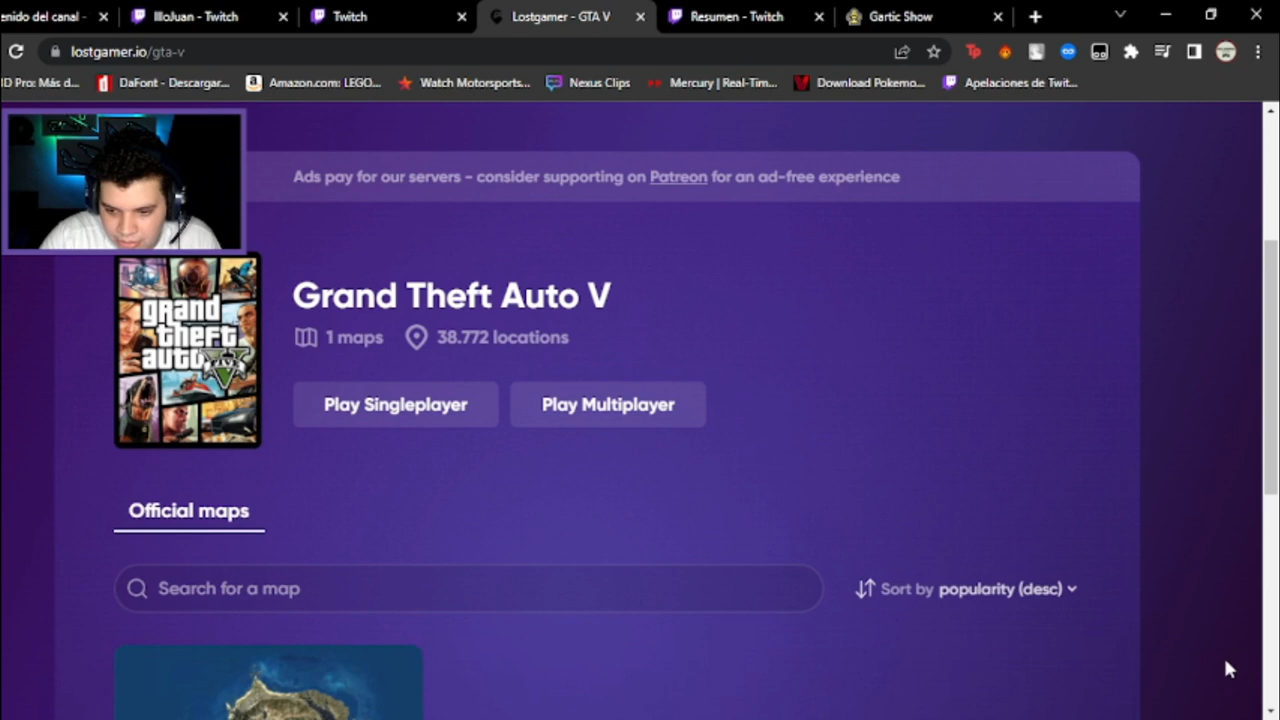 enido del canal -
IlloJuan - Twitch
Twitch
Lostgamer - GTA V
Resumen - Twitch
Gartic Show
lostgamer.io/gta-v
ID Pro: Más d...
DaFont - Descargar...
Amazon.com: LEGO...
Watch Motorsports...
Nexus Clips
Mercury | Real-Tim...
Download Pokemo...
Apelaciones de Twit...
Ads pay for our servers - consider supporting on Patreon for an ad-free experience
grand
theft
auto
V
FIVE
Grand Theft Auto V
1 maps
38.772 locations
Play Singleplayer
Play Multiplayer
Official maps
Search for a map
Sort by popularity (desc)